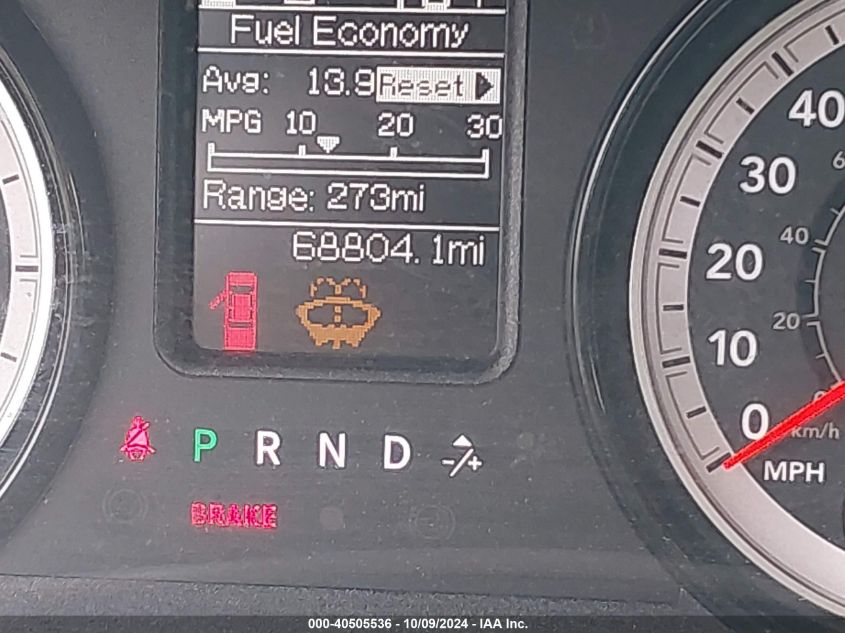 Fuel Economy
Avg: 13.9 Reset
MPG 10 20 30
Range: 273mi
68804.1mi
P R N D -/+
BRAKE
40
30
20
10
0
MPH
40
20
km/h
000-40505536 - 10/09/2024 - IAA Inc.